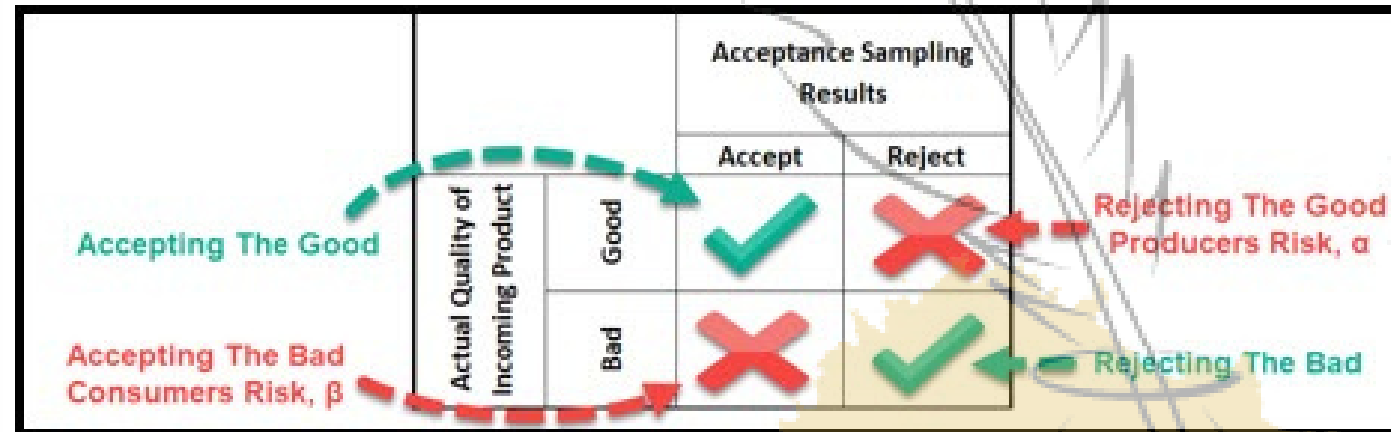 Acceptance Sampling
Results
Accept
Reject
Actual Quality of
Incoming Product
Good
Bad
Accepting The Good
Rejecting The Good
Producers Risk, α
Accepting The Bad
Consumers Risk, β
Rejecting The Bad